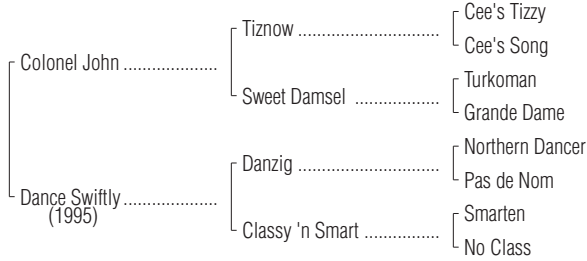 Cee's Tizzy
Tiznow ..............................
Cee's Song
Colonel John ....................
Turkoman
Sweet Damsel ..................
Grande Dame
Northern Dancer
Danzig ..............................
Pas de Nom
Dance Swiftly ....................
(1995)
Smarten
Classy 'n Smart ................
No Class